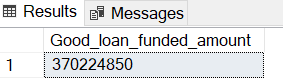 Results Messages
Good_loan_funded_amount
1 370224850